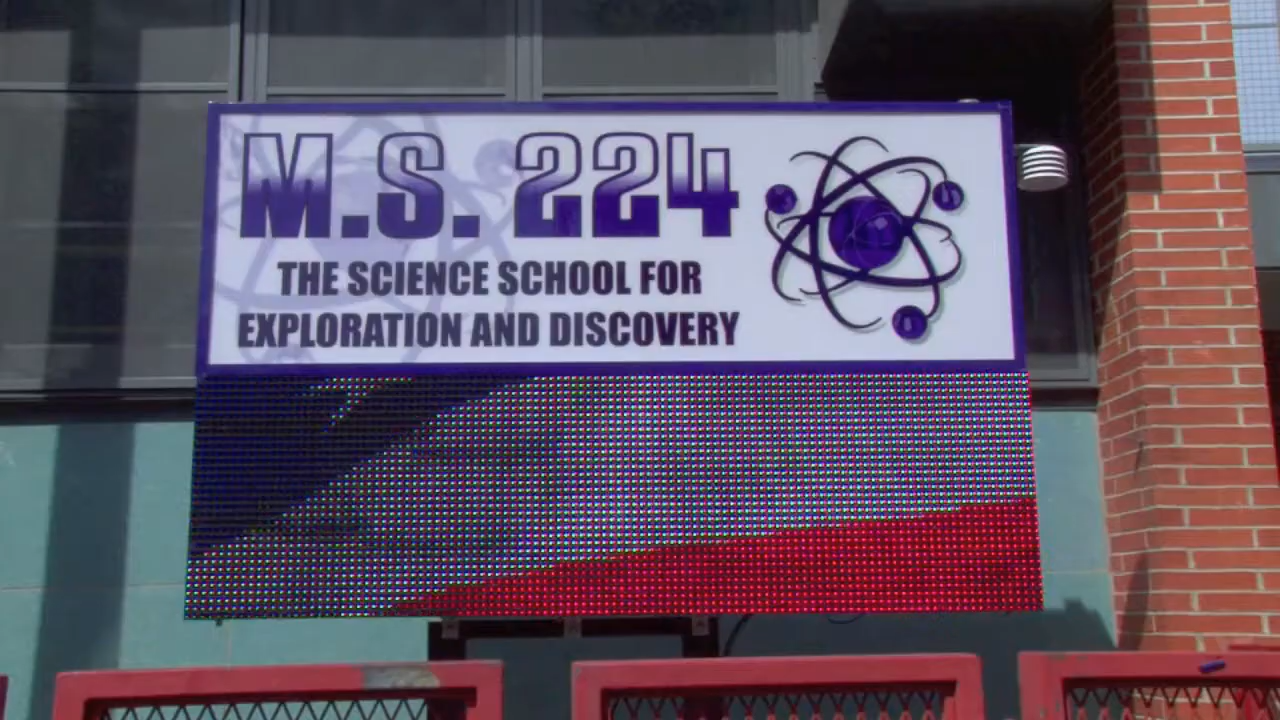 M.S. 224
THE SCIENCE SCHOOL FOR
EXPLORATION AND DISCOVERY